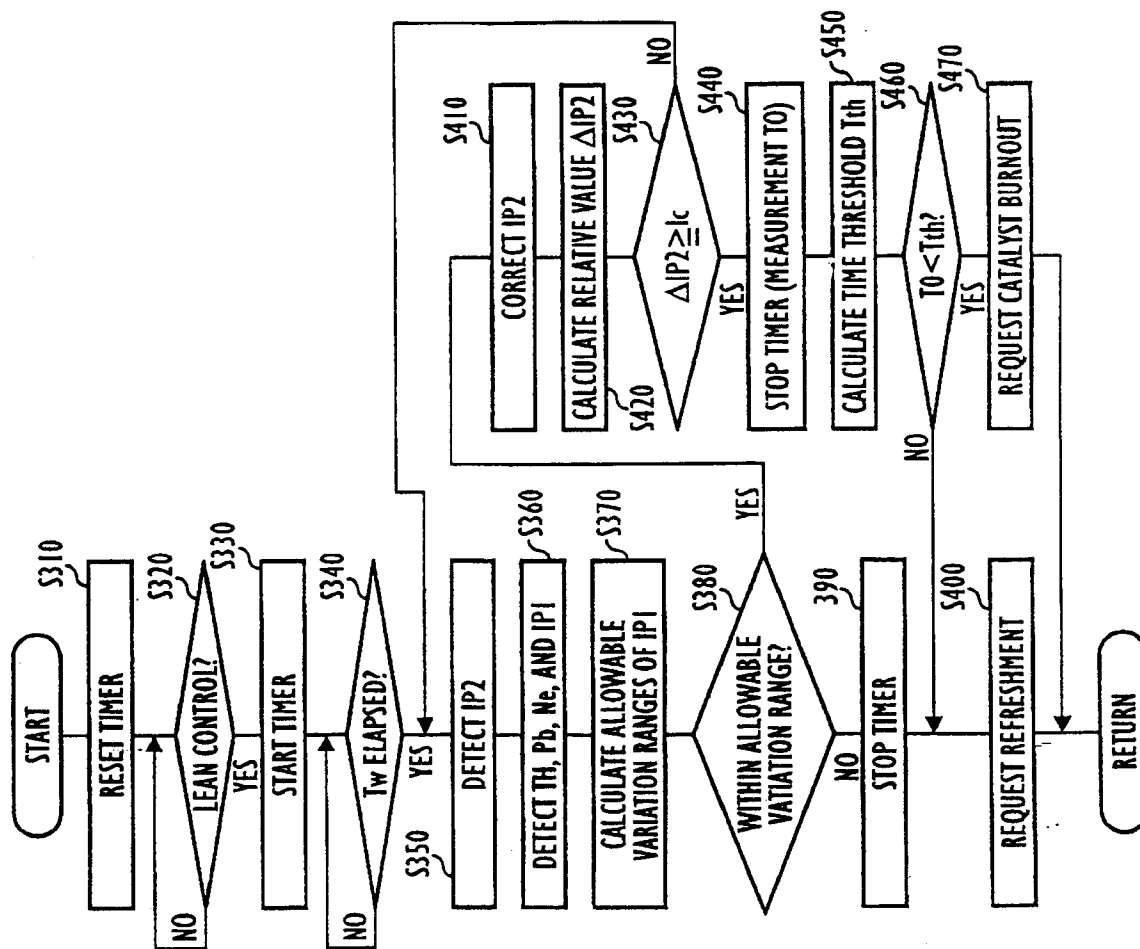 START
S310
RESET TIMER
S320
LEAN CONTROL?
NO
YES
S330
START TIMER
S340
Tw ELAPSED?
NO
YES
S350
DETECT IP2
S360
DETECT TH, Pb, Ne, AND IP1
S370
CALCULATE ALLOWABLE
VARIATION RANGES OF IP1
S380
WITHIN ALLOWABLE
VATIATION RANGE?
YES
NO
390
STOP TIMER
S400
REQUEST REFRESHMENT
RETURN
S410
CORRECT IP2
CALCULATE RELATIVE VALUE ΔIP2
S420
S430
ΔIP2≧Ic
NO
YES
S440
STOP TIMER (MEASUREMENT TO)
S450
CALCULATE TIME THRESHOLD Tth
S460
TO<Tth?
NO
YES
S470
REQUEST CATALYST BURNOUT